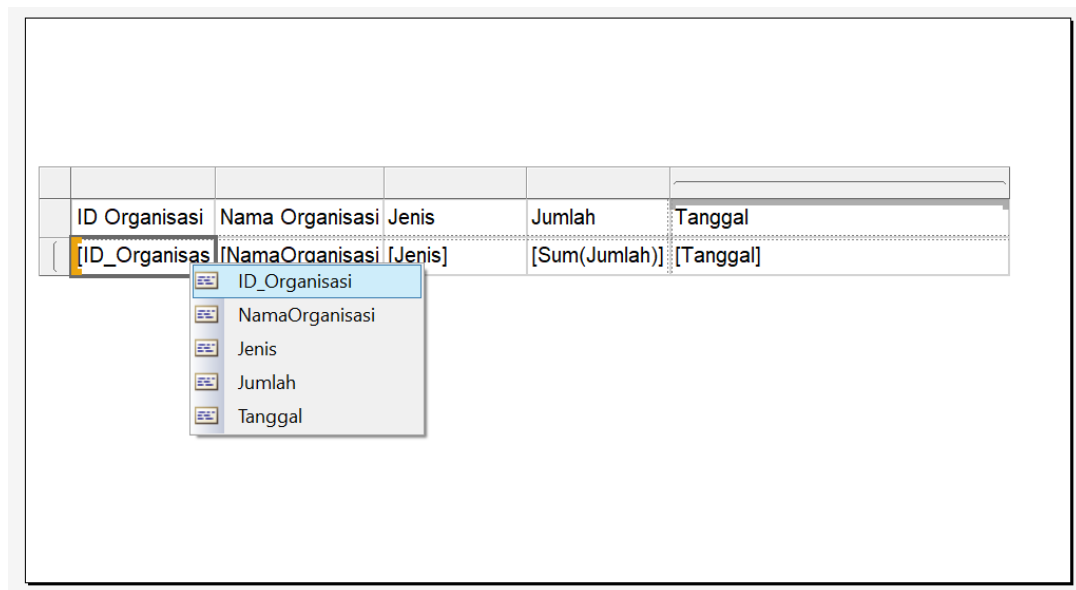 ID Organisasi Nama Organisasi Jenis Jumlah Tanggal
[ID_Organisas [NamaOrganisasi [Jenis] [Sum(Jumlah)] [Tanggal]
ID_Organisasi
NamaOrganisasi
Jenis
Jumlah
Tanggal